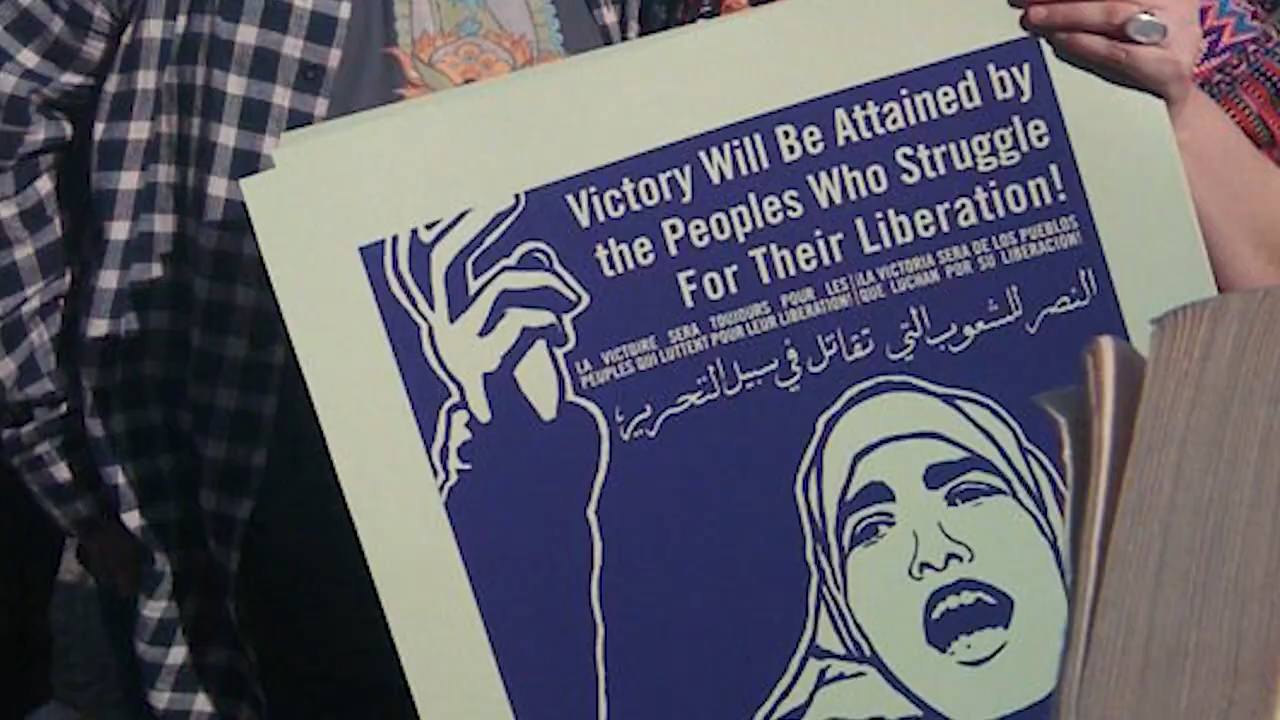 Victory Will Be Attained by
the Peoples Who Struggle
For Their Liberation!
LA VICTOIRE SERA TOUJOURS POUR LES
PEUPLES QUI LUTTENT POUR LEUR LIBERATION!
LA VICTORIA SERA DE LOS PUEBLOS
QUE LUCHAN POR SU LIBERACION!
النصر للشعوب التي تقاتل في سبيل التحرير!